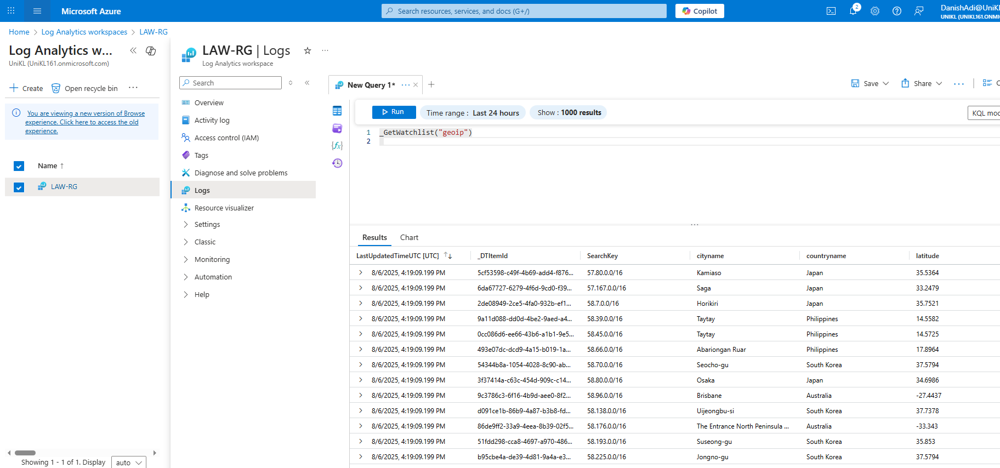 Microsoft Azure
Search resources, services, and docs (G+/)
Copilot
2
DanishAdi@UniKL
UNIKL (UNIKL161.ONMI
Home > Log Analytics workspaces > LAW-RG
Log Analytics w...
UniKL (UniKL161.onmicrosoft.com)
Create
Open recycle bin
...
You are viewing a new version of Browse
experience. Click here to access the old
experience.
Name ↑
LAW-RG
Showing 1 - 1 of 1. Display
auto
LAW-RG | Logs
...
Log Analytics workspace
Search
Overview
Activity log
Access control (IAM)
Tags
Diagnose and solve problems
Logs
Resource visualizer
Settings
Classic
Monitoring
Automation
Help
New Query 1*
...
Save
Share
...
Run
Time range : Last 24 hours
Show : 1000 results
KQL mod
1 _GetWatchlist("geoip")
2
Results
Chart
LastUpdatedTimeUTC [UTC] ↑↓ _DTItemId SearchKey cityname countryname latitude
8/6/2025, 4:19:09.199 PM 5cf53598-c49f-4b69-add4-f876... 57.80.0.0/16 Kamiaso Japan 35.5364
8/6/2025, 4:19:09.199 PM 6da67727-6279-4f6d-9cd0-f39... 57.167.0.0/16 Saga Japan 33.2479
8/6/2025, 4:19:09.199 PM 2de08949-2ce5-4fa0-932b-ef1... 58.7.0.0/16 Horikiri Japan 35.7521
8/6/2025, 4:19:09.199 PM 9a11d088-dd0d-4be2-9aed-a4... 58.39.0.0/16 Taytay Philippines 14.5582
8/6/2025, 4:19:09.199 PM 0cc086d6-ee66-43b6-a1b1-9e5... 58.45.0.0/16 Taytay Philippines 14.5725
8/6/2025, 4:19:09.199 PM 493e07dc-dcd9-4a15-b019-1a... 58.66.0.0/16 Abariongan Ruar Philippines 17.8964
8/6/2025, 4:19:09.199 PM 54344b8a-1054-4028-8c90-ab... 58.70.0.0/16 Seocho-gu South Korea 37.5794
8/6/2025, 4:19:09.199 PM 3f37414a-c63c-454d-909c-c14... 58.80.0.0/16 Osaka Japan 34.6986
8/6/2025, 4:19:09.199 PM 9c3786c3-6f16-4b9d-aee0-8f2... 58.96.0.0/16 Brisbane Australia -27.4437
8/6/2025, 4:19:09.199 PM d091ce1b-86b9-4a87-b3b8-fd... 58.138.0.0/16 Uijeongbu-si South Korea 37.7378
8/6/2025, 4:19:09.199 PM 86de9ff2-33a9-4eea-8b39-02f5... 58.176.0.0/16 The Entrance North Peninsula ... Australia -33.343
8/6/2025, 4:19:09.199 PM 51fdd298-cca8-4697-a970-486... 58.193.0.0/16 Suseong-gu South Korea 35.853
8/6/2025, 4:19:09.199 PM b95cbe4a-de39-4d81-9a4a-e3... 58.225.0.0/16 Jongno-gu South Korea 37.5794